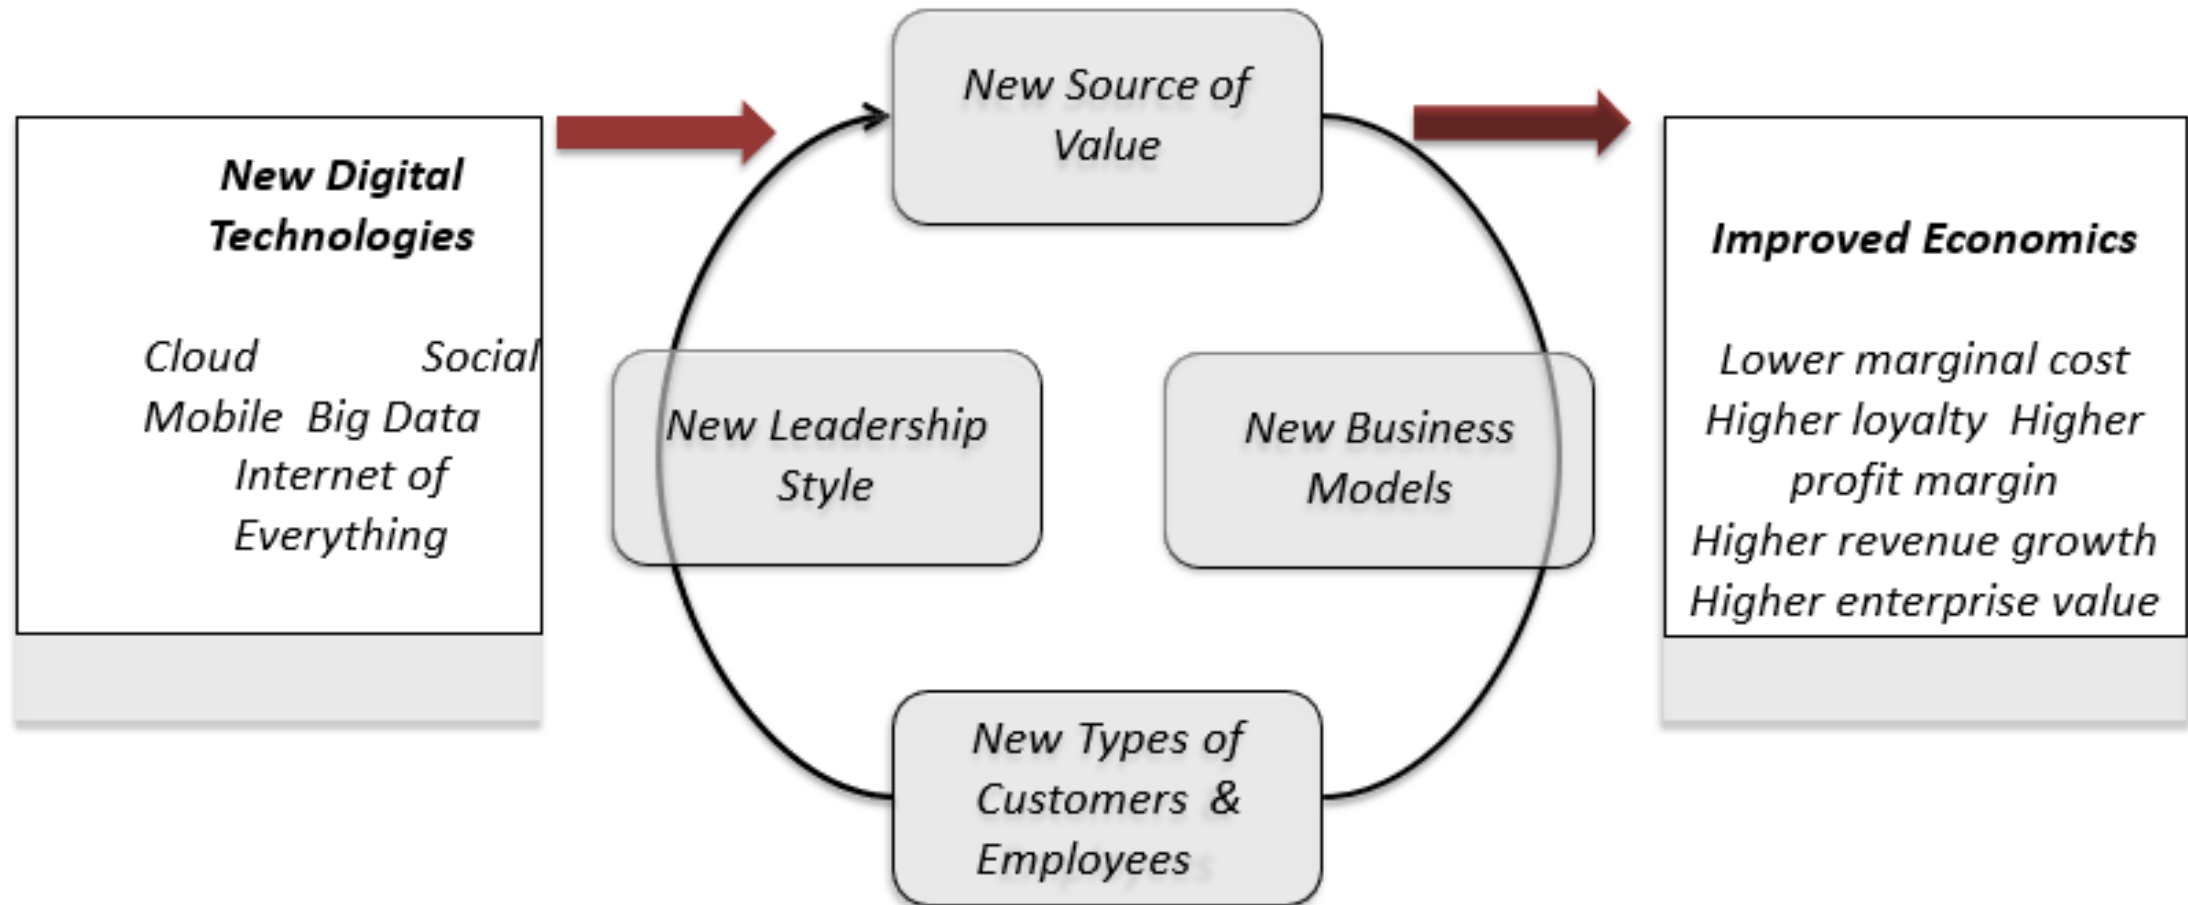 New Digital
Technologies
Cloud Social
Mobile Big Data
Internet of
Everything
New Source of
Value
New Leadership
Style
New Business
Models
New Types of
Customers &
Employees
Improved Economics
Lower marginal cost
Higher loyalty Higher
profit margin
Higher revenue growth
Higher enterprise value